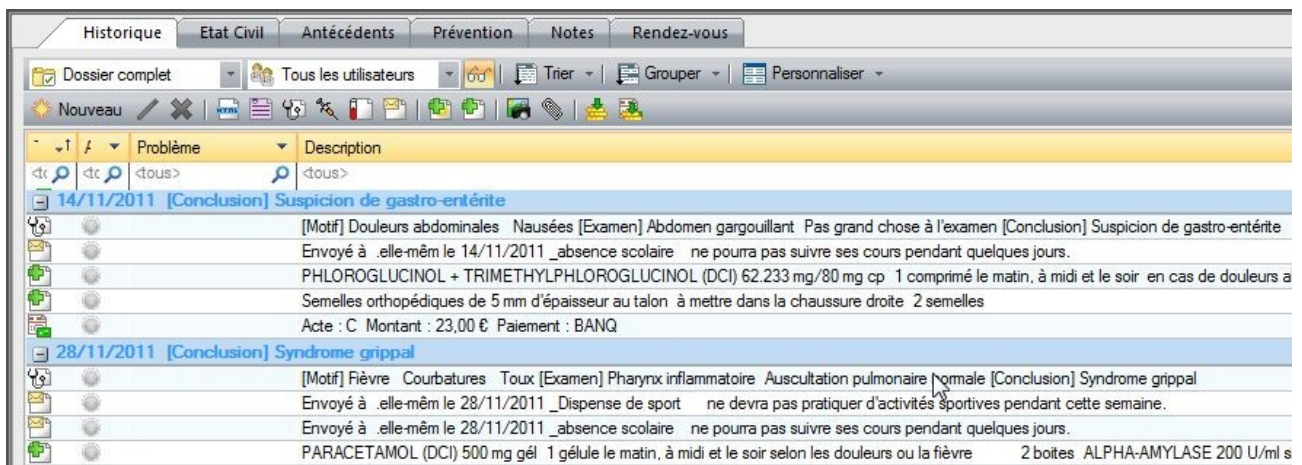 Historique Etat Civil Antécédents Prévention Notes Rendez-vous
Dossier complet Tous les utilisateurs Trier Grouper Personnaliser
Nouveau HTML
Problème Description
<tous> <tous>
14/11/2011 [Conclusion] Suspicion de gastro-entérite
[Motif] Douleurs abdominales Nausées [Examen] Abdomen gargouillant Pas grand chose à l'examen [Conclusion] Suspicion de gastro-entérite
Envoyé à .elle-mêm le 14/11/2011 _absence scolaire ne pourra pas suivre ses cours pendant quelques jours.
PHLOROGLUCINOL + TRIMETHYLPHLOROGLUCINOL (DCI) 62.233 mg/80 mg cp 1 comprimé le matin, à midi et le soir en cas de douleurs a
Semelles orthopédiques de 5 mm d'épaisseur au talon à mettre dans la chaussure droite 2 semelles
Acte : C Montant : 23,00 € Paiement : BANQ
28/11/2011 [Conclusion] Syndrome grippal
[Motif] Fièvre Courbatures Toux [Examen] Pharynx inflammatoire Auscultation pulmonaire normale [Conclusion] Syndrome grippal
Envoyé à .elle-mêm le 28/11/2011 _Dispense de sport ne devra pas pratiquer d'activités sportives pendant cette semaine.
Envoyé à .elle-mêm le 28/11/2011 _absence scolaire ne pourra pas suivre ses cours pendant quelques jours.
PARACETAMOL (DCI) 500 mg gél 1 gélule le matin, à midi et le soir selon les douleurs ou la fièvre 2 boites ALPHA-AMYLASE 200 U/ml s